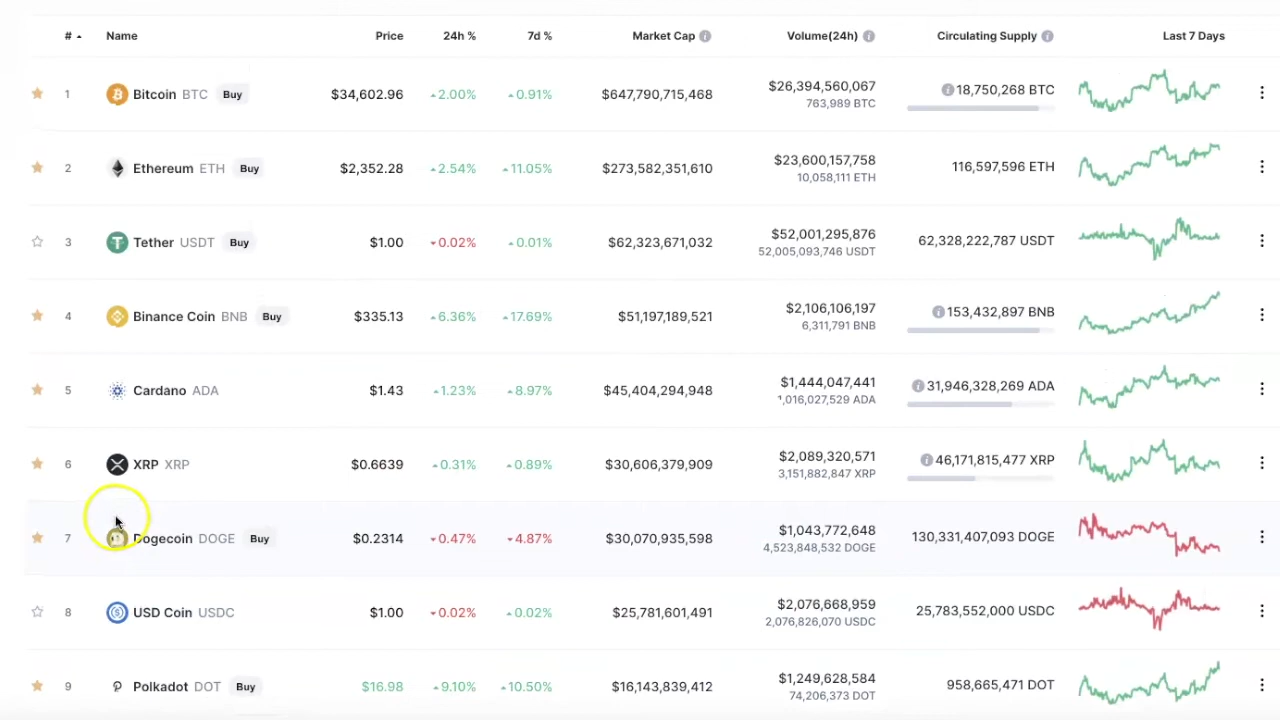 # Name Price 24h % 7d % Market Cap Volume(24h) Circulating Supply Last 7 Days
1 Bitcoin BTC Buy $34,602.96 2.00% 0.91% $647,790,715,468 $26,394,560,067 18,750,268 BTC
763,989 BTC
2 Ethereum ETH Buy $2,352.28 2.54% 11.05% $273,582,351,610 $23,600,157,758 116,597,596 ETH
10,058,111 ETH
3 Tether USDT Buy $1.00 0.02% 0.01% $62,323,671,032 $52,001,295,876 62,328,222,787 USDT
52,005,093,746 USDT
4 Binance Coin BNB Buy $335.13 6.36% 17.69% $51,197,189,521 $2,106,106,197 153,432,897 BNB
6,311,791 BNB
5 Cardano ADA $1.43 1.23% 8.97% $45,404,294,948 $1,444,047,441 31,946,328,269 ADA
1,016,027,529 ADA
6 XRP XRP $0.6639 0.31% 0.89% $30,606,379,909 $2,089,320,571 46,171,815,477 XRP
3,151,882,847 XRP
7 Dogecoin DOGE Buy $0.2314 0.47% 4.87% $30,070,935,598 $1,043,772,648 130,331,407,093 DOGE
4,523,848,532 DOGE
8 USD Coin USDC $1.00 0.02% 0.02% $25,781,601,491 $2,076,668,959 25,783,552,000 USDC
2,076,826,070 USDC
9 Polkadot DOT Buy $16.98 9.10% 10.50% $16,143,839,412 $1,249,628,584 958,665,471 DOT
74,206,373 DOT